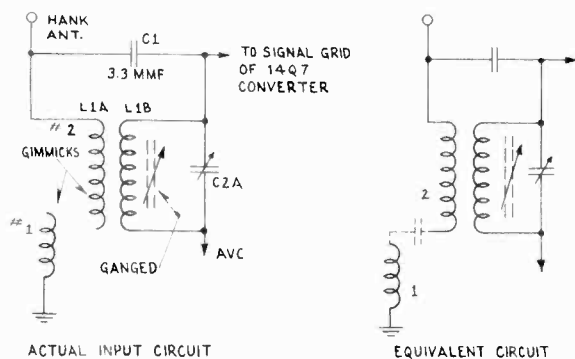 HANK
ANT.
C1
3.3 MMF
TO SIGNAL GRID
OF 14Q7
CONVERTER
L1A
L1B
#2
GIMMICKS
C2A
#1
GANGED
AVC
ACTUAL INPUT CIRCUIT
2
1
EQUIVALENT CIRCUIT